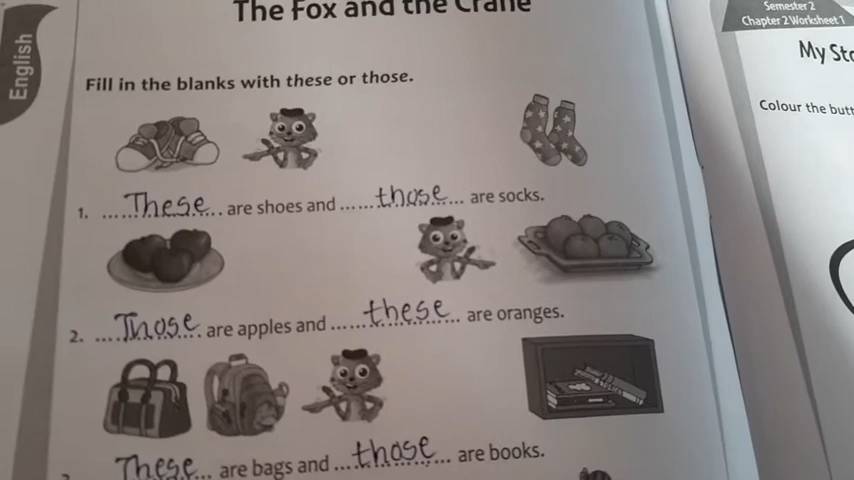 The Fox and the Crane
English
Semester 2
Chapter 2 Worksheet 1
Fill in the blanks with these or those.
Colour the butt
1. These are shoes and those are socks.
2. Those are apples and these are oranges.
These are bags and those are books.